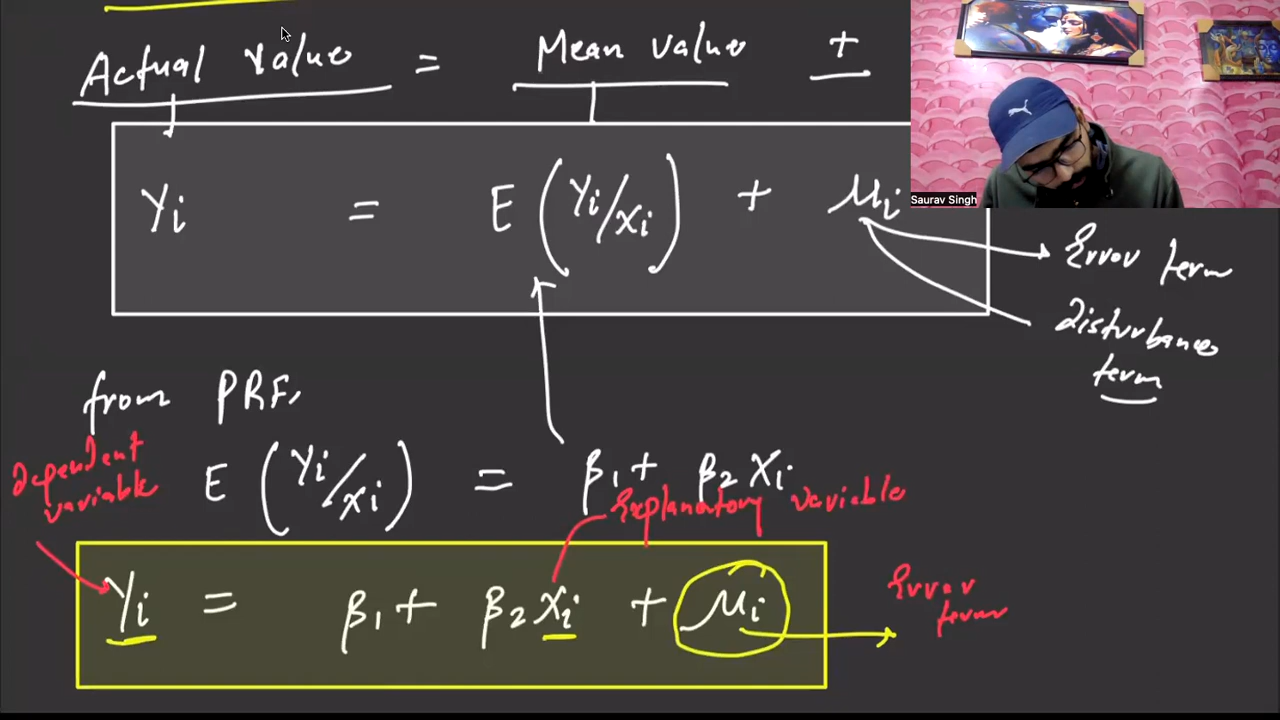 Actual value = Mean value ±
Yi = E (Yi/Xi) + μi
Saurav Singh
Error term
Disturbance
term
from PRF,
Dependent
variable
E (Yi/Xi) = β1 + β2 Xi
Explanatory variable
Yi = β1 + β2 Xi + μi
Error
term